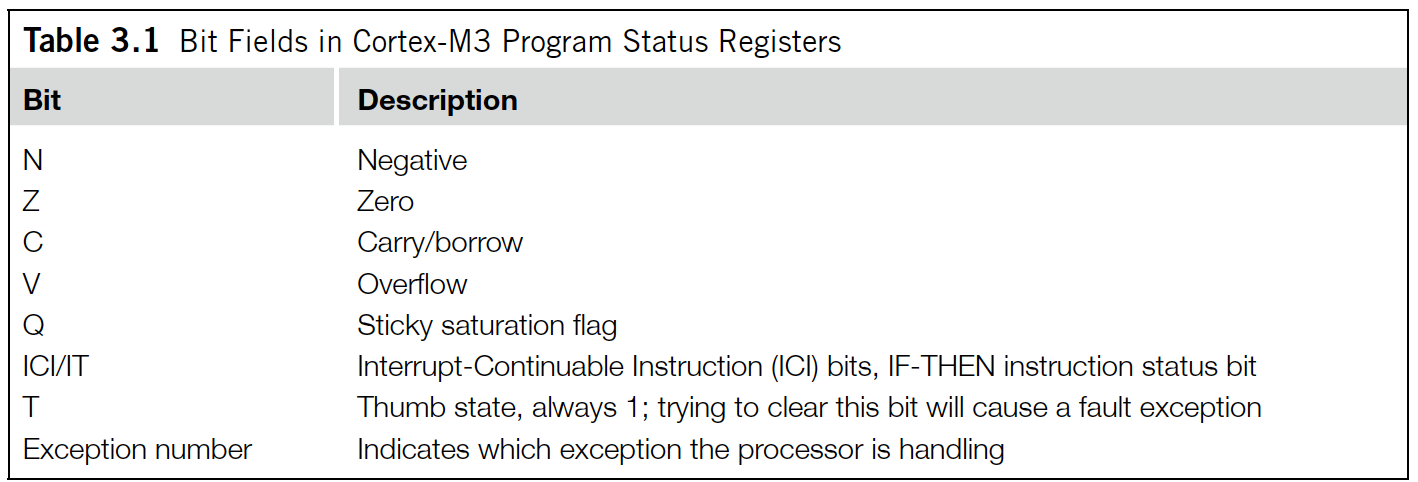 Table 3.1 Bit Fields in Cortex-M3 Program Status Registers
Bit Description
N Negative
Z Zero
C Carry/borrow
V Overflow
Q Sticky saturation flag
ICI/IT Interrupt-Continuable Instruction (ICI) bits, IF-THEN instruction status bit
T Thumb state, always 1; trying to clear this bit will cause a fault exception
Exception number Indicates which exception the processor is handling